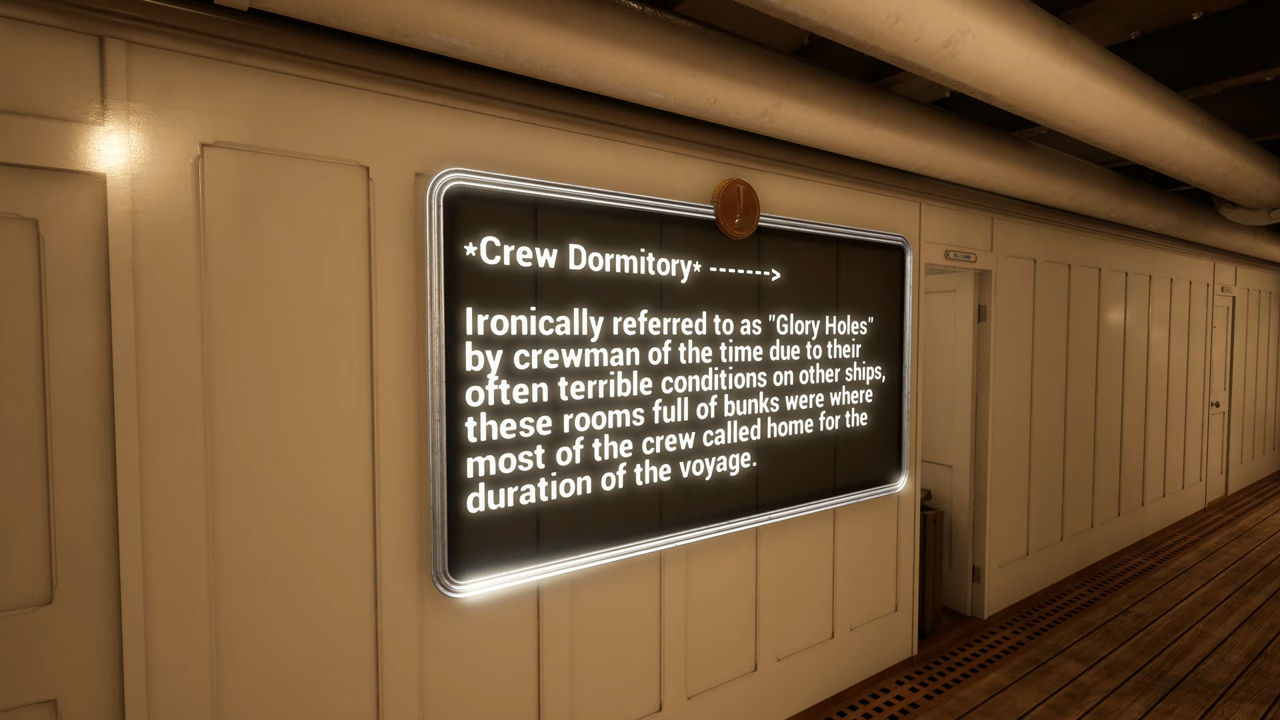 *Crew Dormitory* ------->
Ironically referred to as "Glory Holes"
by crewman of the time due to their
often terrible conditions on other ships,
these rooms full of bunks were where
most of the crew called home for the
duration of the voyage.